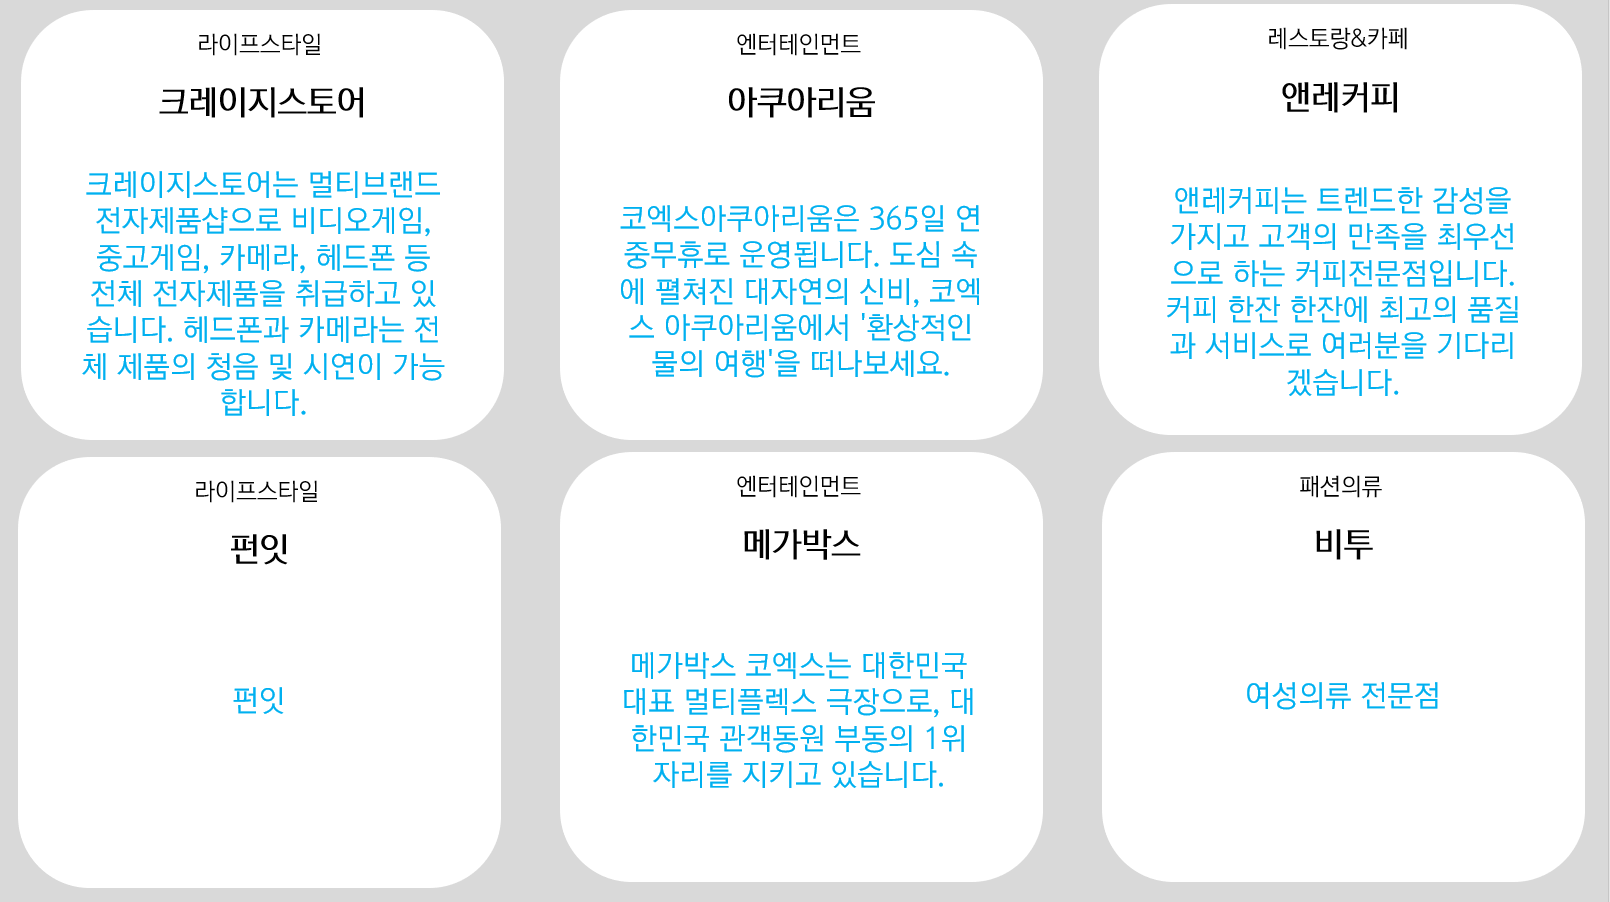 라이프스타일
크레이지스토어
크레이지스토어는 멀티브랜드
전자제품샵으로 비디오게임,
중고게임, 카메라, 헤드폰 등
전체 전자제품을 취급하고 있
습니다. 헤드폰과 카메라는 전
체 제품의 청음 및 시연이 가능
합니다.
엔터테인먼트
아쿠아리움
코엑스아쿠아리움은 365일 연
중무휴로 운영됩니다. 도심 속
에 펼쳐진 대자연의 신비, 코엑
스 아쿠아리움에서 '환상적인
물의 여행'을 떠나보세요.
레스토랑&카페
앤레커피
앤레커피는 트렌드한 감성을
가지고 고객의 만족을 최우선
으로 하는 커피전문점입니다.
커피 한잔 한잔에 최고의 품질
과 서비스로 여러분을 기다리
겠습니다.
라이프스타일
펀잇
펀잇
엔터테인먼트
메가박스
메가박스 코엑스는 대한민국
대표 멀티플렉스 극장으로, 대
한민국 관객동원 부동의 1위
자리를 지키고 있습니다.
패션의류
비투
여성의류 전문점